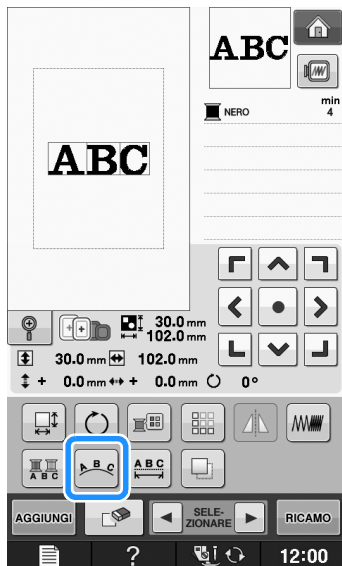 ABC
ABC
min
NERO 4
30.0 mm
102.0 mm
30.0 mm 102.0 mm
+ 0.0 mm + 0.0 mm 0°
A B C
A B C
A B C
AGGIUNGI
SELE-
ZIONARE
RICAMO
? 12:00